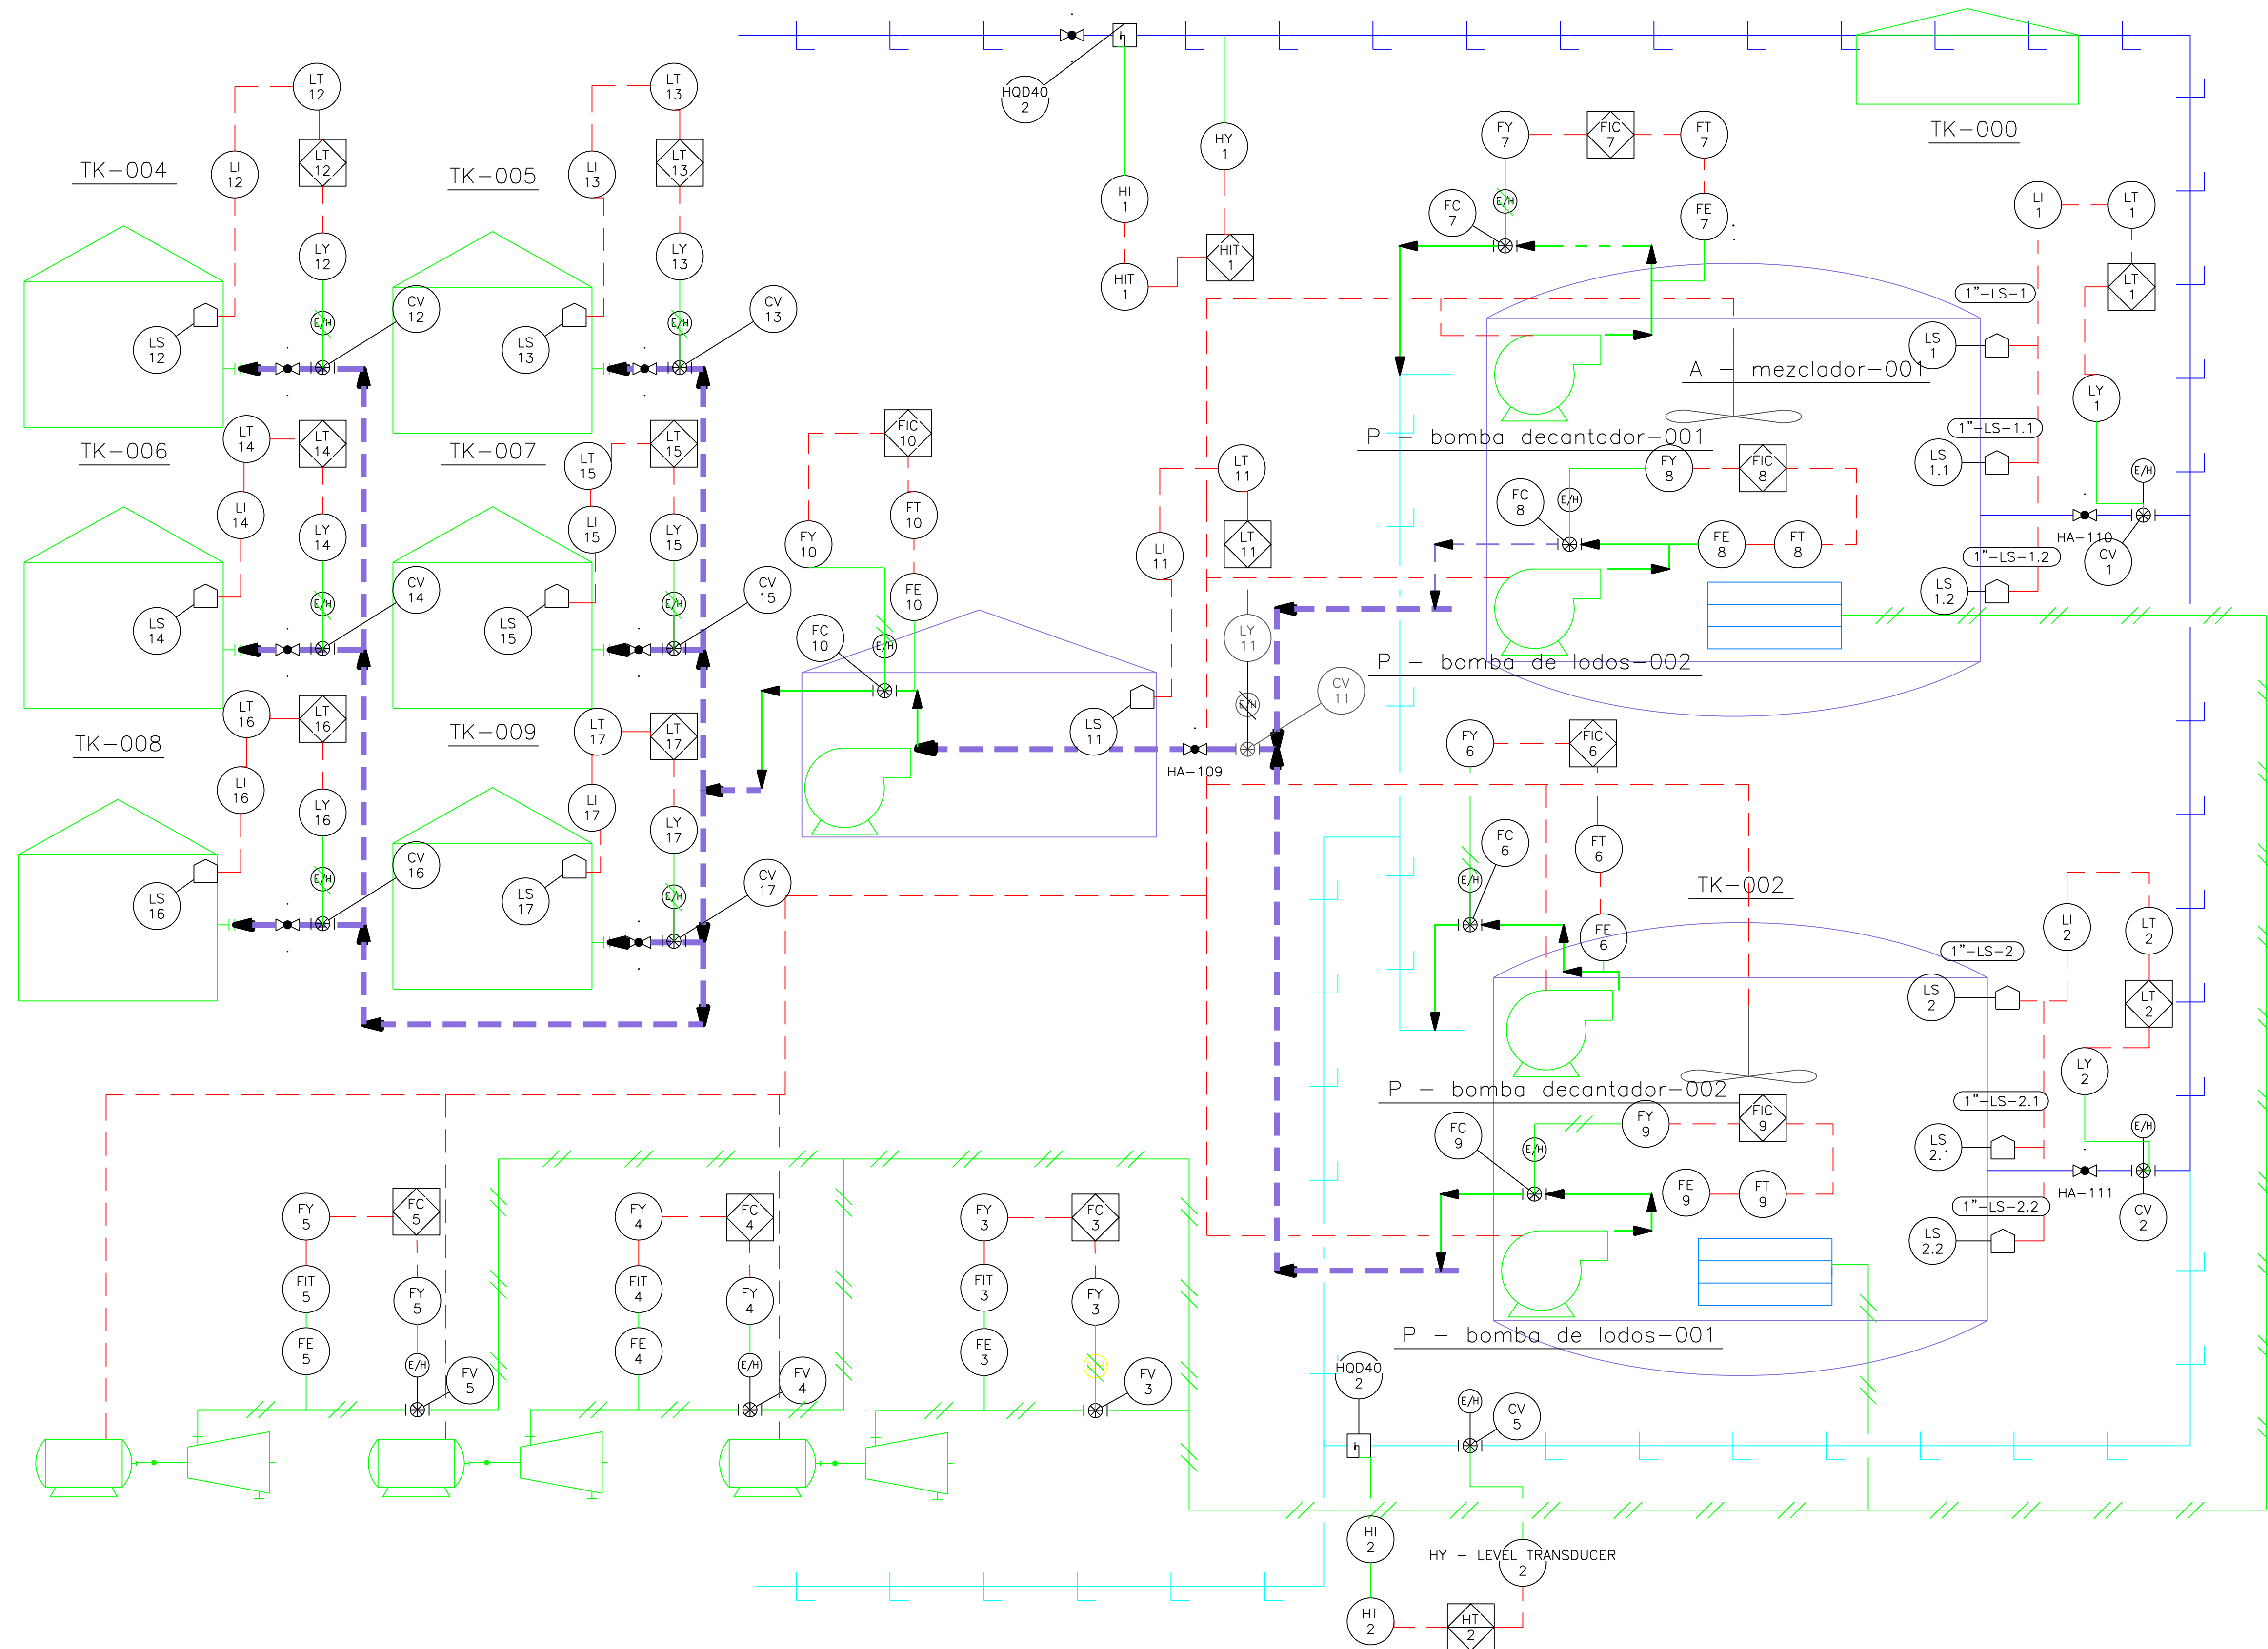 HQD40
2
LT
12
LT
13
TK-000
FY
7
FIC
7
FT
7
HY
1
LT
12
LT
13
TK-004
LI
12
TK-005
LI
13
HI
1
FC
7
E/H
FE
7
LI
1
LT
1
LY
12
LY
13
HIT
1
HIT
1
1"-LS-1
LT
1
CV
12
CV
13
E/H
E/H
LS
12
LS
13
LS
1
A - mezclador-001
LY
1
P - bomba decantador-001
LT
14
LT
14
LT
15
FIC
10
1"-LS-1.1
TK-006
TK-007
LT
15
LT
11
FY
8
FIC
8
LS
1.1
E/H
LI
14
LI
15
FT
10
FC
8
E/H
LY
14
LY
15
FY
10
LI
11
LT
11
FE
8
FT
8
HA-110
1"-LS-1.2
CV
1
CV
14
CV
15
FE
10
LS
1.2
E/H
E/H
LS
14
LS
15
FC
10
E/H
LY
11
P - bomba de lodos-002
CV
11
E/H
LT
16
LT
16
LT
17
LT
17
LS
11
TK-008
TK-009
FY
6
FIC
6
HA-109
LI
16
LI
17
LY
16
LY
17
FC
6
FT
6
CV
16
CV
17
E/H
E/H
E/H
TK-002
LS
16
LS
17
FE
6
LI
2
LT
2
1"-LS-2
LS
2
LT
2
LY
2
P - bomba decantador-002
1"-LS-2.1
FC
9
FY
9
FIC
9
E/H
LS
2.1
E/H
FE
9
FT
9
HA-111
1"-LS-2.2
CV
2
LS
2.2
FY
5
FC
5
FY
4
FC
4
FY
3
FC
3
FIT
5
FY
5
FIT
4
FY
4
FIT
3
FY
3
P - bomba de lodos-001
FE
5
E/H
FV
5
FE
4
E/H
FV
4
FE
3
FV
3
HQD40
2
E/H
CV
5
HI
2
HY - LEVEL TRANSDUCER
2
HT
2
HT
2